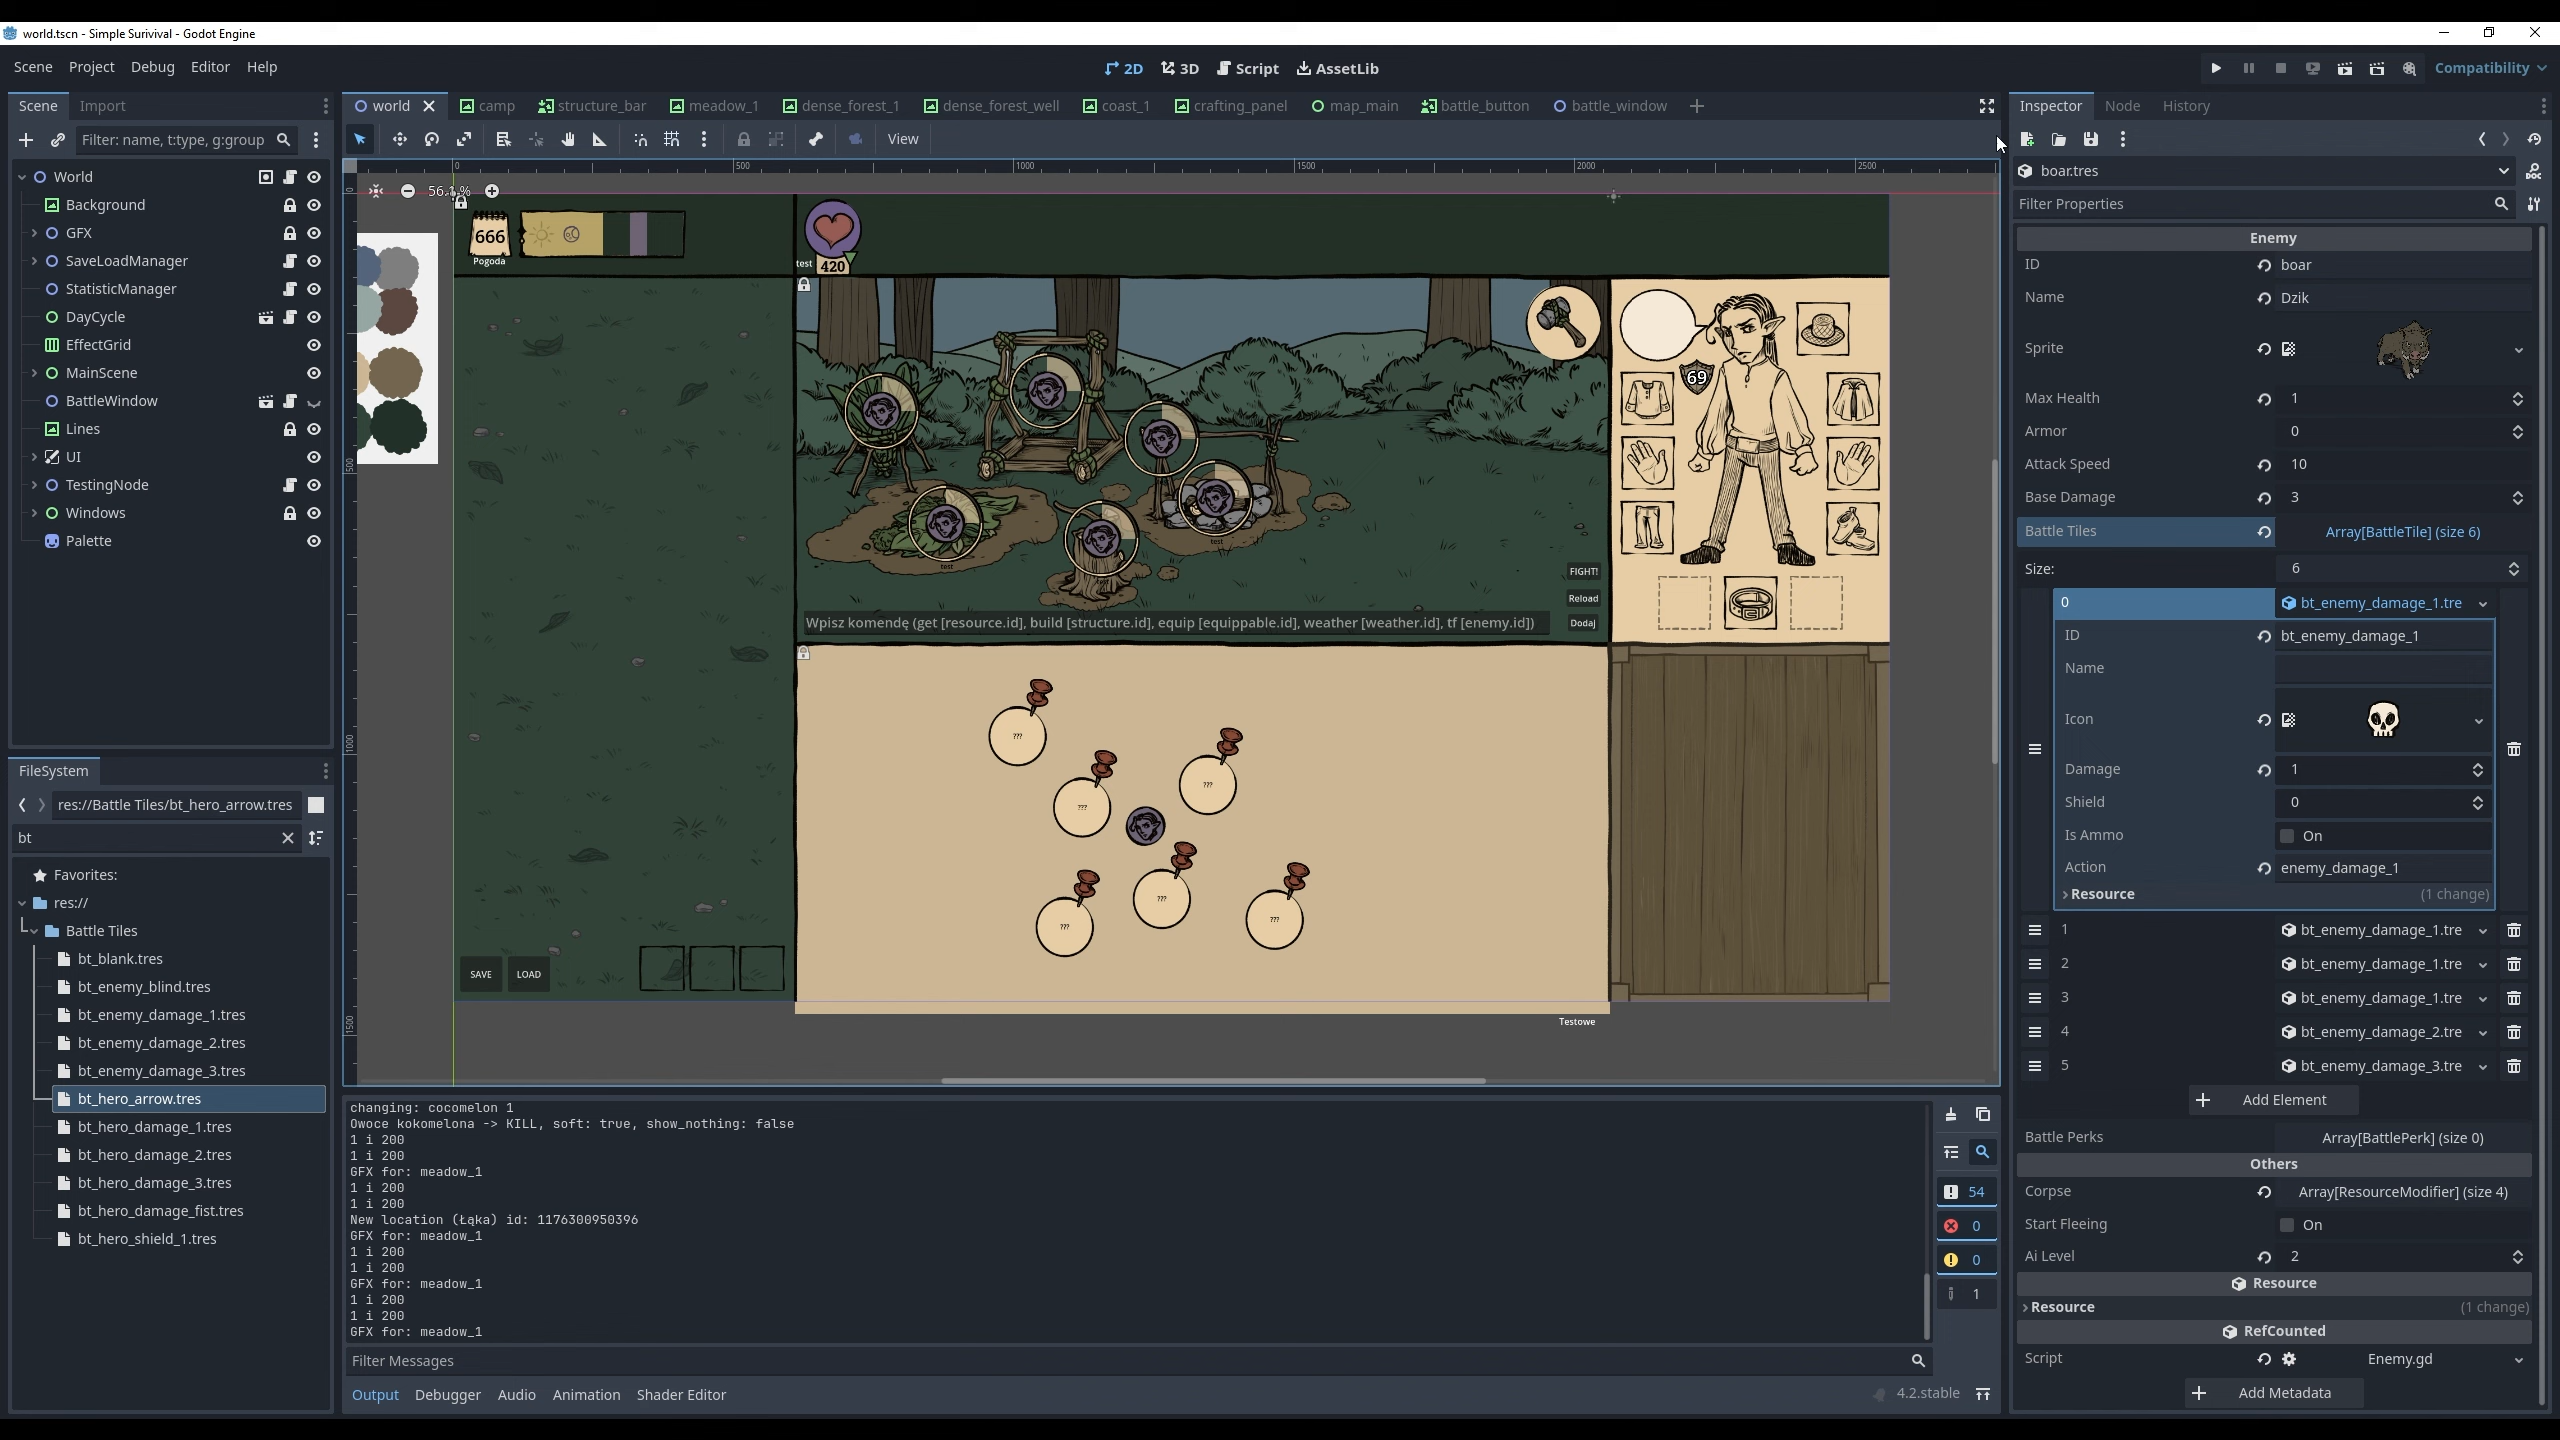 world.tscn - Simple Surivival - Godot Engine
Scene Project Debug Editor Help
2D 3D Script AssetLib
Compatibility
Scene Import
Filter: name, t:type, g:group
World
Background
GFX
SaveLoadManager
StatisticManager
DayCycle
EffectGrid
MainScene
BattleWindow
Lines
UI
TestingNode
Windows
Palette
FileSystem
res://Battle Tiles/bt_hero_arrow.tres
bt
Favorites:
res://
Battle Tiles
bt_blank.tres
bt_enemy_blind.tres
bt_enemy_damage_1.tres
bt_enemy_damage_2.tres
bt_enemy_damage_3.tres
bt_hero_arrow.tres
bt_hero_damage_1.tres
bt_hero_damage_2.tres
bt_hero_damage_3.tres
bt_hero_damage_fist.tres
bt_hero_shield_1.tres
world camp structure_bar meadow_1 dense_forest_1 dense_forest_well coast_1 crafting_panel map_main battle_button battle_window
View
0 500 1000 1500 2000 2500
0
500
1000
1500
666
Pogoda
test
420
69
test
test
test
FIGHT!
Reload
Dodaj
Wpisz komendę (get [resource.id], build [structure.id], equip [equippable.id], weather [weather.id], tf [enemy.id])
???
???
???
???
???
???
SAVE LOAD
Testowe
changing: cocomelon 1
Owoce kokomelona -> KILL, soft: true, show_nothing: false
1 i 200
1 i 200
GFX for: meadow_1
1 i 200
1 i 200
New location (Łąka) id: 1176300950396
GFX for: meadow_1
1 i 200
1 i 200
GFX for: meadow_1
1 i 200
1 i 200
GFX for: meadow_1
54
0
0
1
Filter Messages
Output Debugger Audio Animation Shader Editor
4.2.stable
Inspector Node History
boar.tres
Filter Properties
Enemy
ID boar
Name Dzik
Sprite
Max Health 1
Armor 0
Attack Speed 10
Base Damage 3
Battle Tiles Array[BattleTile] (size 6)
Size: 6
0 bt_enemy_damage_1.tre
ID bt_enemy_damage_1
Name
Icon
Damage 1
Shield 0
Is Ammo On
Action enemy_damage_1
Resource (1 change)
1 bt_enemy_damage_1.tre
2 bt_enemy_damage_1.tre
3 bt_enemy_damage_1.tre
4 bt_enemy_damage_2.tre
5 bt_enemy_damage_3.tre
Add Element
Battle Perks Array[BattlePerk] (size 0)
Others
Corpse Array[ResourceModifier] (size 4)
Start Fleeing On
Ai Level 2
Resource
Resource (1 change)
RefCounted
Script Enemy.gd
Add Metadata